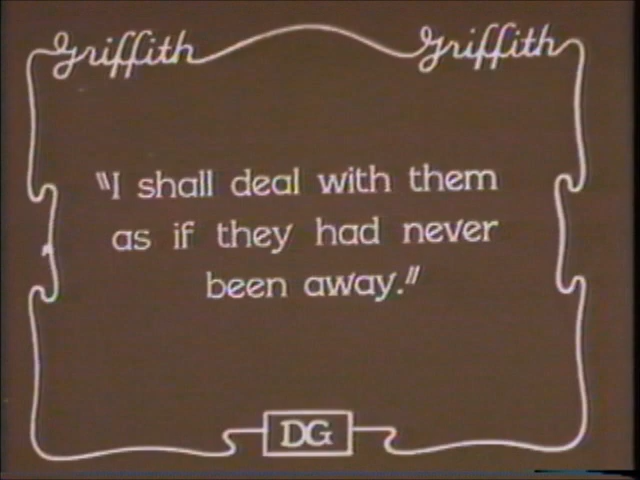 Griffith Griffith
"I shall deal with them
as if they had never
been away."
DG